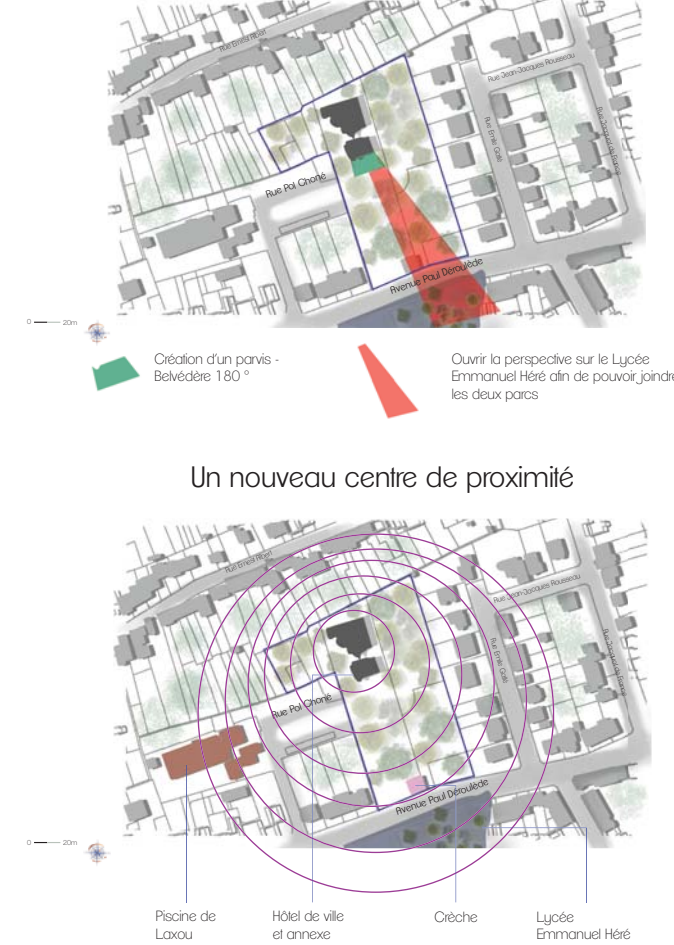 Rue Ernest Albert
Rue Jean-Jacques Rousseau
Rue Emile Gallé
Rue Pol Choné
Avenue Paul Déroulède
0 20m
Création d'un parvis -
Belvédère 180 °
Ouvrir la perspective sur le Lycée
Emmanuel Héré afin de pouvoir joindre
les deux parcs
Un nouveau centre de proximité
Rue Ernest Albert
Rue Jean-Jacques Rousseau
Rue Emile Gallé
Rue Pol Choné
Avenue Paul Déroulède
0 20m
Piscine de
Laxou
Hôtel de ville
et annexe
Crèche
Lycée
Emmanuel Héré